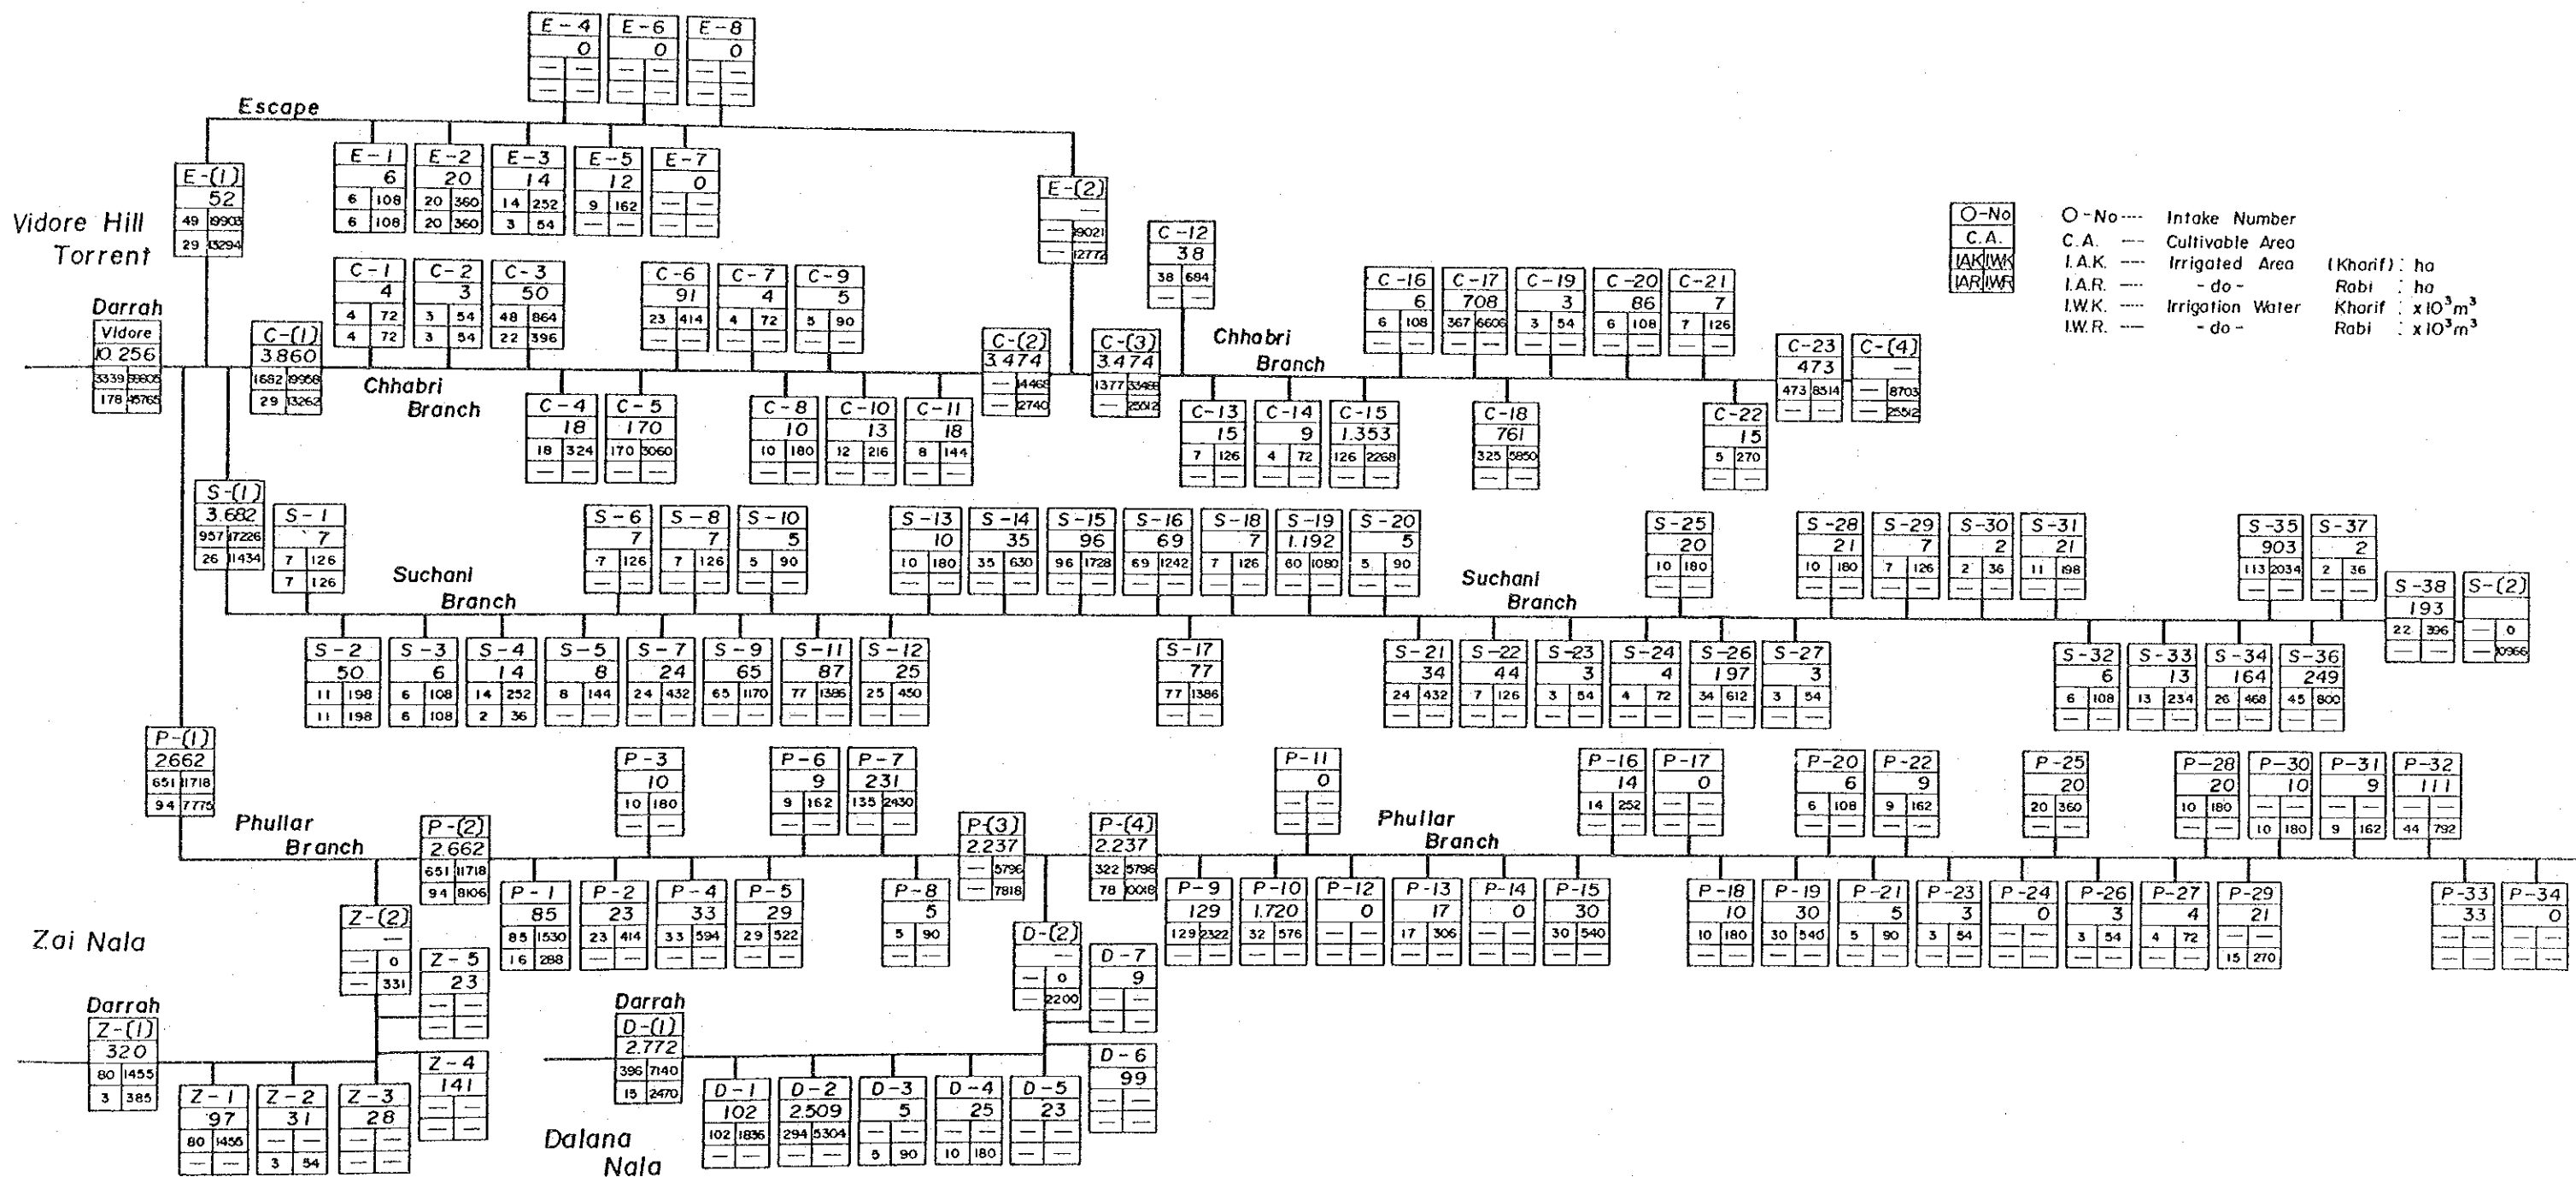 E-4
0
— —
— —
E-6
0
— —
— —
E-8
0
— —
— —
Escape
E-(1)
52
49 19903
29 13294
E-1
6
6 108
6 108
E-2
20
20 360
20 360
E-3
14
14 252
3 54
E-5
12
9 162
— —
E-7
0
— —
— —
E-(2)
—
— 19021
— 12772
Vidore Hill
Torrent
O-No
C.A.
IAK IWK
IAR IWR
O-No ---- Intake Number
C.A. --- Cultivable Area
I.A.K. ---- Irrigated Area (Kharif) : ha
I.A.R. ---- -do- Rabi : ha
I.W.K. ---- Irrigation Water Kharif : x10³m³
I.W.R. --- -do- Rabi : x10³m³
Darrah
Vidore
10.256
3339
178 45765
C-(1)
3.860
1682 19958
29 13262
C-1
4
4 72
4 72
C-2
3
3 54
3 54
C-3
50
48 864
22 396
C-6
91
23 414
— —
C-7
4
4 72
— —
C-9
5
5 90
— —
C-(2)
3.474
— 14468
— 12740
C-(3)
3.474
1377 33488
— 25512
C-12
38
38 684
— —
Chhabri
Branch
C-16
6
6 108
— —
C-17
708
367 6606
— —
C-19
3
3 54
— —
C-20
86
6 108
— —
C-21
7
7 126
— —
C-23
473
473 8514
— —
C-(4)
—
— 8703
— 25512
Chhabri
Branch
C-4
18
18 324
— —
C-5
170
170 3060
— —
C-8
10
10 180
— —
C-10
13
12 216
— —
C-11
18
8 144
— —
C-13
15
7 126
— —
C-14
9
4 72
— —
C-15
1.353
126 2268
— —
C-18
761
325 5850
— —
C-22
15
5 270
— —
S-(1)
3.682
957 17226
26 11434
S-1
7
7 126
7 126
Suchani
Branch
S-6
7
7 126
— —
S-8
7
7 126
— —
S-10
5
5 90
— —
S-13
10
10 180
— —
S-14
35
35 630
— —
S-15
96
96 1728
— —
S-16
69
69 1242
— —
S-18
7
7 126
— —
S-19
1.192
60 1080
— —
S-20
5
5 90
— —
Suchani
Branch
S-25
20
10 180
— —
S-28
21
10 180
— —
S-29
7
7 126
— —
S-30
2
2 36
— —
S-31
21
11 198
— —
S-35
903
113 2034
— —
S-37
2
2 36
— —
S-38
193
22 396
— —
S-(2)
— 0
— 10966
S-2
50
11 198
11 198
S-3
6
6 108
6 108
S-4
14
14 252
2 36
S-5
8
8 144
— —
S-7
24
24 432
— —
S-9
65
65 1170
— —
S-11
87
77 1386
— —
S-12
25
25 450
— —
S-17
77
77 1386
— —
S-21
34
24 432
— —
S-22
44
7 126
— —
S-23
3
3 54
— —
S-24
4
4 72
— —
S-26
197
34 612
— —
S-27
3
3 54
— —
S-32
6
6 108
— —
S-33
13
13 234
— —
S-34
164
26 468
— —
S-36
249
45 800
— —
P-(1)
2.662
651 11718
94 7775
Phullar
Branch
P-(2)
2.662
651 11718
94 8106
P-3
10
10 180
— —
P-6
9
9 162
— —
P-7
231
135 2430
— —
P-(3)
2.237
— 5796
— 7818
P-(4)
2.237
322 5796
78 10018
P-11
0
— —
— —
Phullar
Branch
P-16
14
14 252
— —
P-17
0
— —
— —
P-20
6
6 108
— —
P-22
9
9 162
— —
P-25
20
20 360
— —
P-28
20
10 180
— —
P-30
10
— —
10 180
P-31
9
— —
9 162
P-32
111
— —
44 792
P-1
85
85 1530
16 288
P-2
23
23 414
— —
P-4
33
33 594
— —
P-5
29
29 522
— —
P-8
5
5 90
— —
P-9
129
129 2322
— —
P-10
1.720
32 576
— —
P-12
0
— —
— —
P-13
17
17 306
— —
P-14
0
— —
— —
P-15
30
30 540
— —
P-18
10
10 180
— —
P-19
30
30 540
— —
P-21
5
5 90
— —
P-23
3
3 54
— —
P-24
0
— —
— —
P-26
3
3 54
— —
P-27
4
4 72
— —
P-29
21
— —
15 270
P-33
33
— —
— —
P-34
0
— —
— —
Zai Nala
Z-(2)
—
— 0
— 331
Z-5
23
— —
— —
Darrah
Z-(1)
320
80 1455
3 385
Z-1
97
80 1455
— —
Z-2
31
— —
3 54
Z-3
28
— —
— —
Z-4
141
— —
— —
Darrah
D-(1)
2.772
396 7140
15 2470
D-(2)
—
— 0
— 2200
D-7
9
— —
— —
Dalana
Nala
D-1
102
102 1836
— —
D-2
2.509
294 5304
— —
D-3
5
— —
5 90
D-4
25
— —
10 180
D-5
23
— —
— —
D-6
99
— —
— —